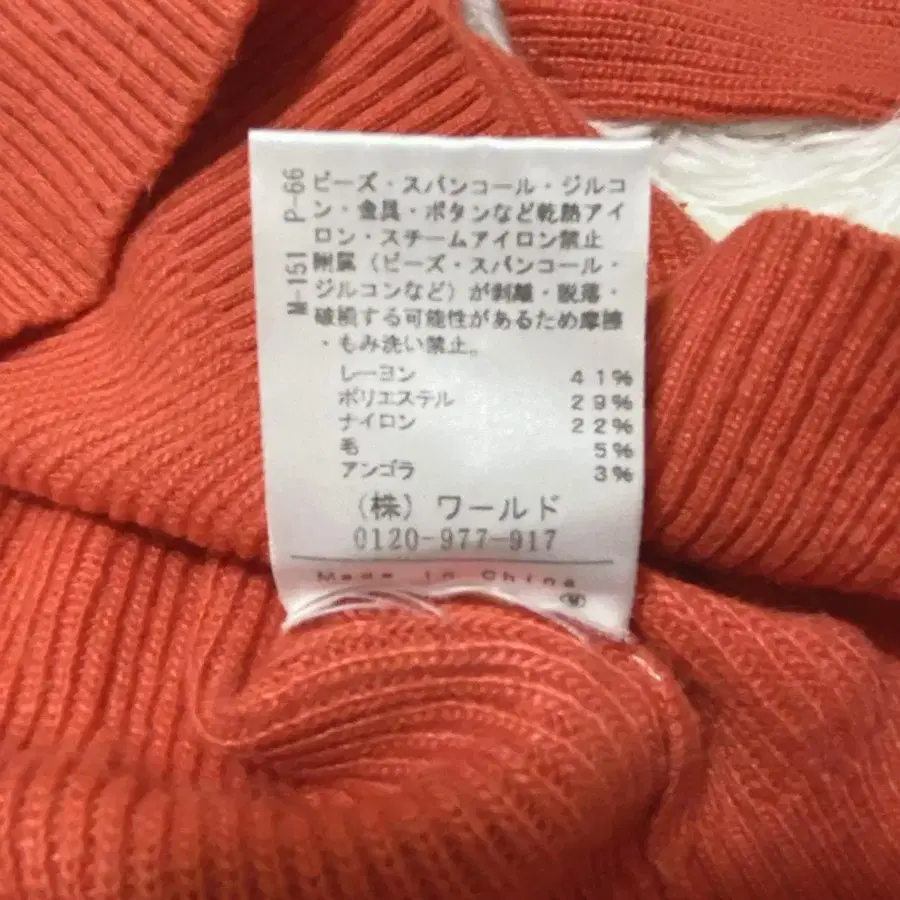 P-66
M-151
ビーズ・スパンコール・ジルコ
ン・金具・ボタンなど乾熱アイ
ロン・スチームアイロン禁止
附属（ビーズ・スパンコール・
ジルコンなど）が剥離・脱落・
破損する可能性があるため摩擦
・もみ洗い禁止。
レーヨン 41%
ポリエステル 29%
ナイロン 22%
毛 5%
アンゴラ 3%
（株）ワールド
0120-977-917
Made in China